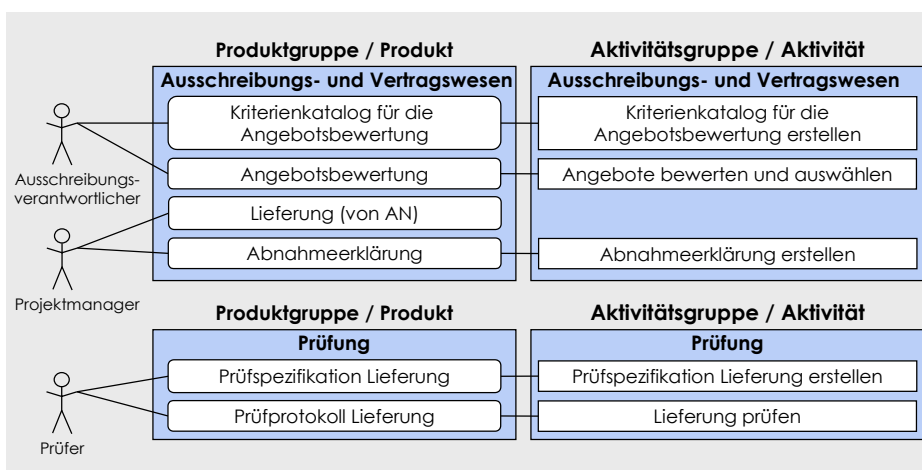 Produktgruppe / Produkt
Aktivitätsgruppe / Aktivität
Ausschreibungs- und Vertragswesen
Ausschreibungs- und Vertragswesen
Kriterienkatalog für die
Angebotsbewertung
Kriterienkatalog für die
Angebotsbewertung erstellen
Ausschreibungs-
verantwortlicher
Angebotsbewertung
Angebote bewerten und auswählen
Lieferung (von AN)
Abnahmeerklärung
Abnahmeerklärung erstellen
Projektmanager
Produktgruppe / Produkt
Aktivitätsgruppe / Aktivität
Prüfung
Prüfung
Prüfspezifikation Lieferung
Prüfspezifikation Lieferung erstellen
Prüfprotokoll Lieferung
Lieferung prüfen
Prüfer